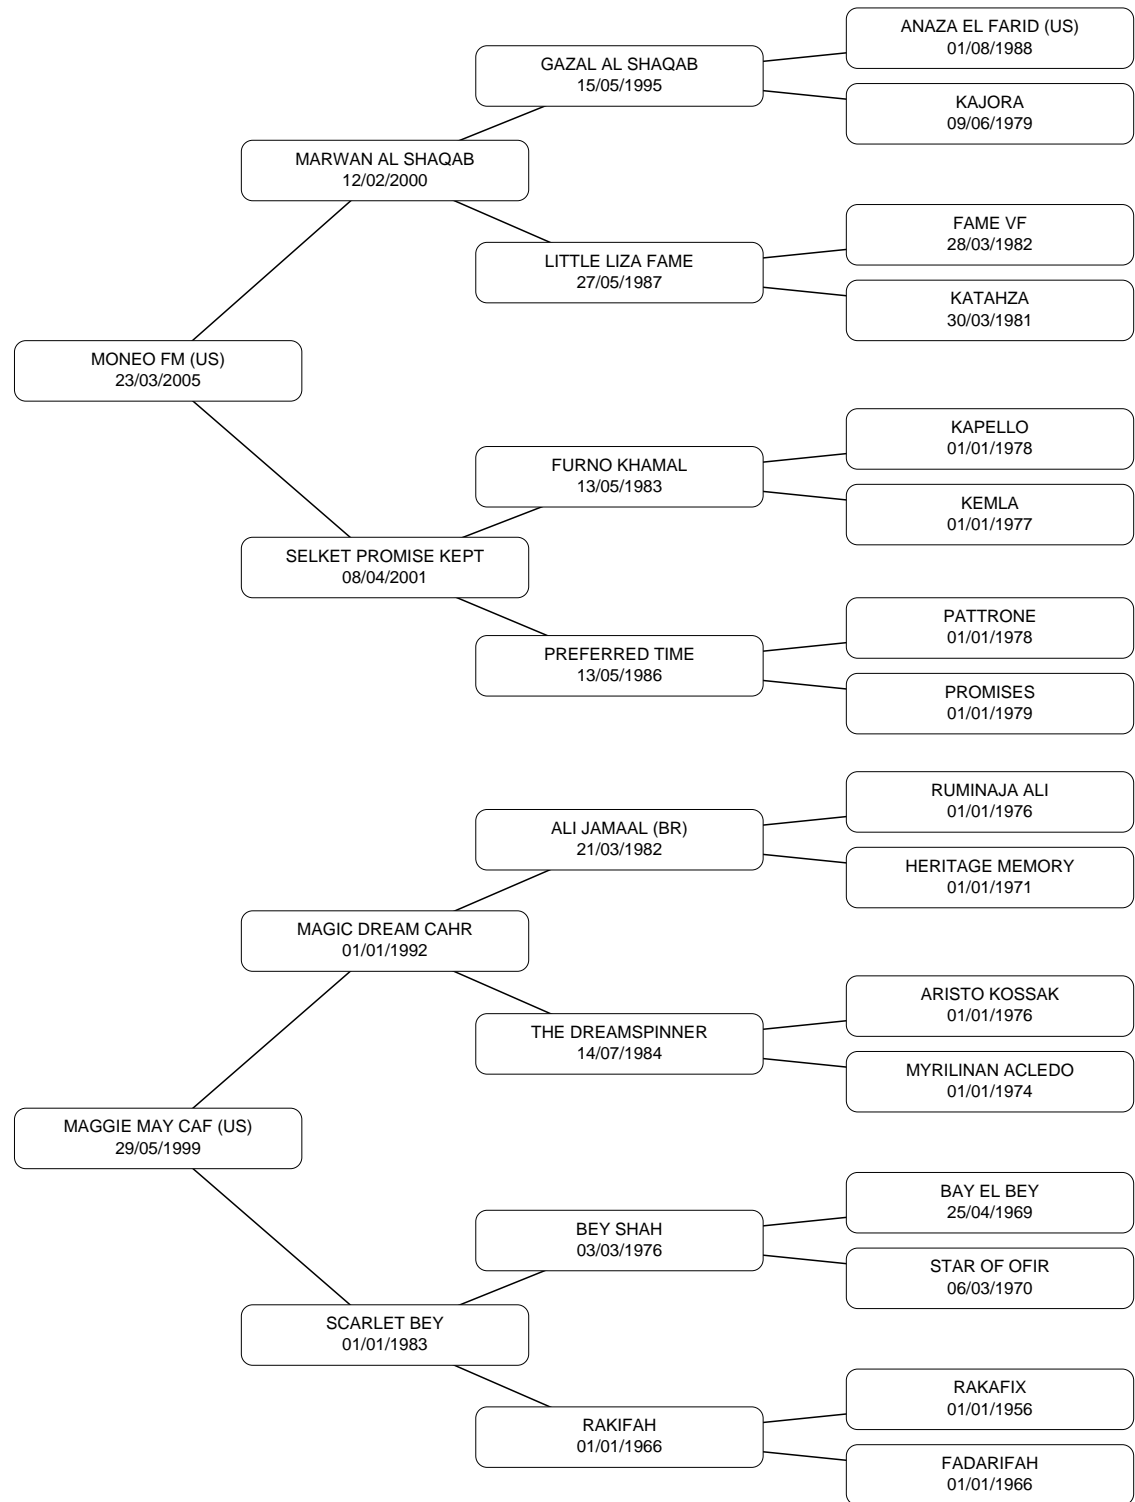 ANAZA EL FARID (US)
01/08/1988
GAZAL AL SHAQAB
15/05/1995
KAJORA
09/06/1979
MARWAN AL SHAQAB
12/02/2000
FAME VF
28/03/1982
LITTLE LIZA FAME
27/05/1987
KATAHZA
30/03/1981
MONEO FM (US)
23/03/2005
KAPELLO
01/01/1978
FURNO KHAMAL
13/05/1983
KEMLA
01/01/1977
SELKET PROMISE KEPT
08/04/2001
PATTRONE
01/01/1978
PREFERRED TIME
13/05/1986
PROMISES
01/01/1979
RUMINAJA ALI
01/01/1976
ALI JAMAAL (BR)
21/03/1982
HERITAGE MEMORY
01/01/1971
MAGIC DREAM CAHR
01/01/1992
ARISTO KOSSAK
01/01/1976
THE DREAMSPINNER
14/07/1984
MYRILINAN ACLEDO
01/01/1974
MAGGIE MAY CAF (US)
29/05/1999
BAY EL BEY
25/04/1969
BEY SHAH
03/03/1976
STAR OF OFIR
06/03/1970
SCARLET BEY
01/01/1983
RAKAFIX
01/01/1956
RAKIFAH
01/01/1966
FADARIFAH
01/01/1966